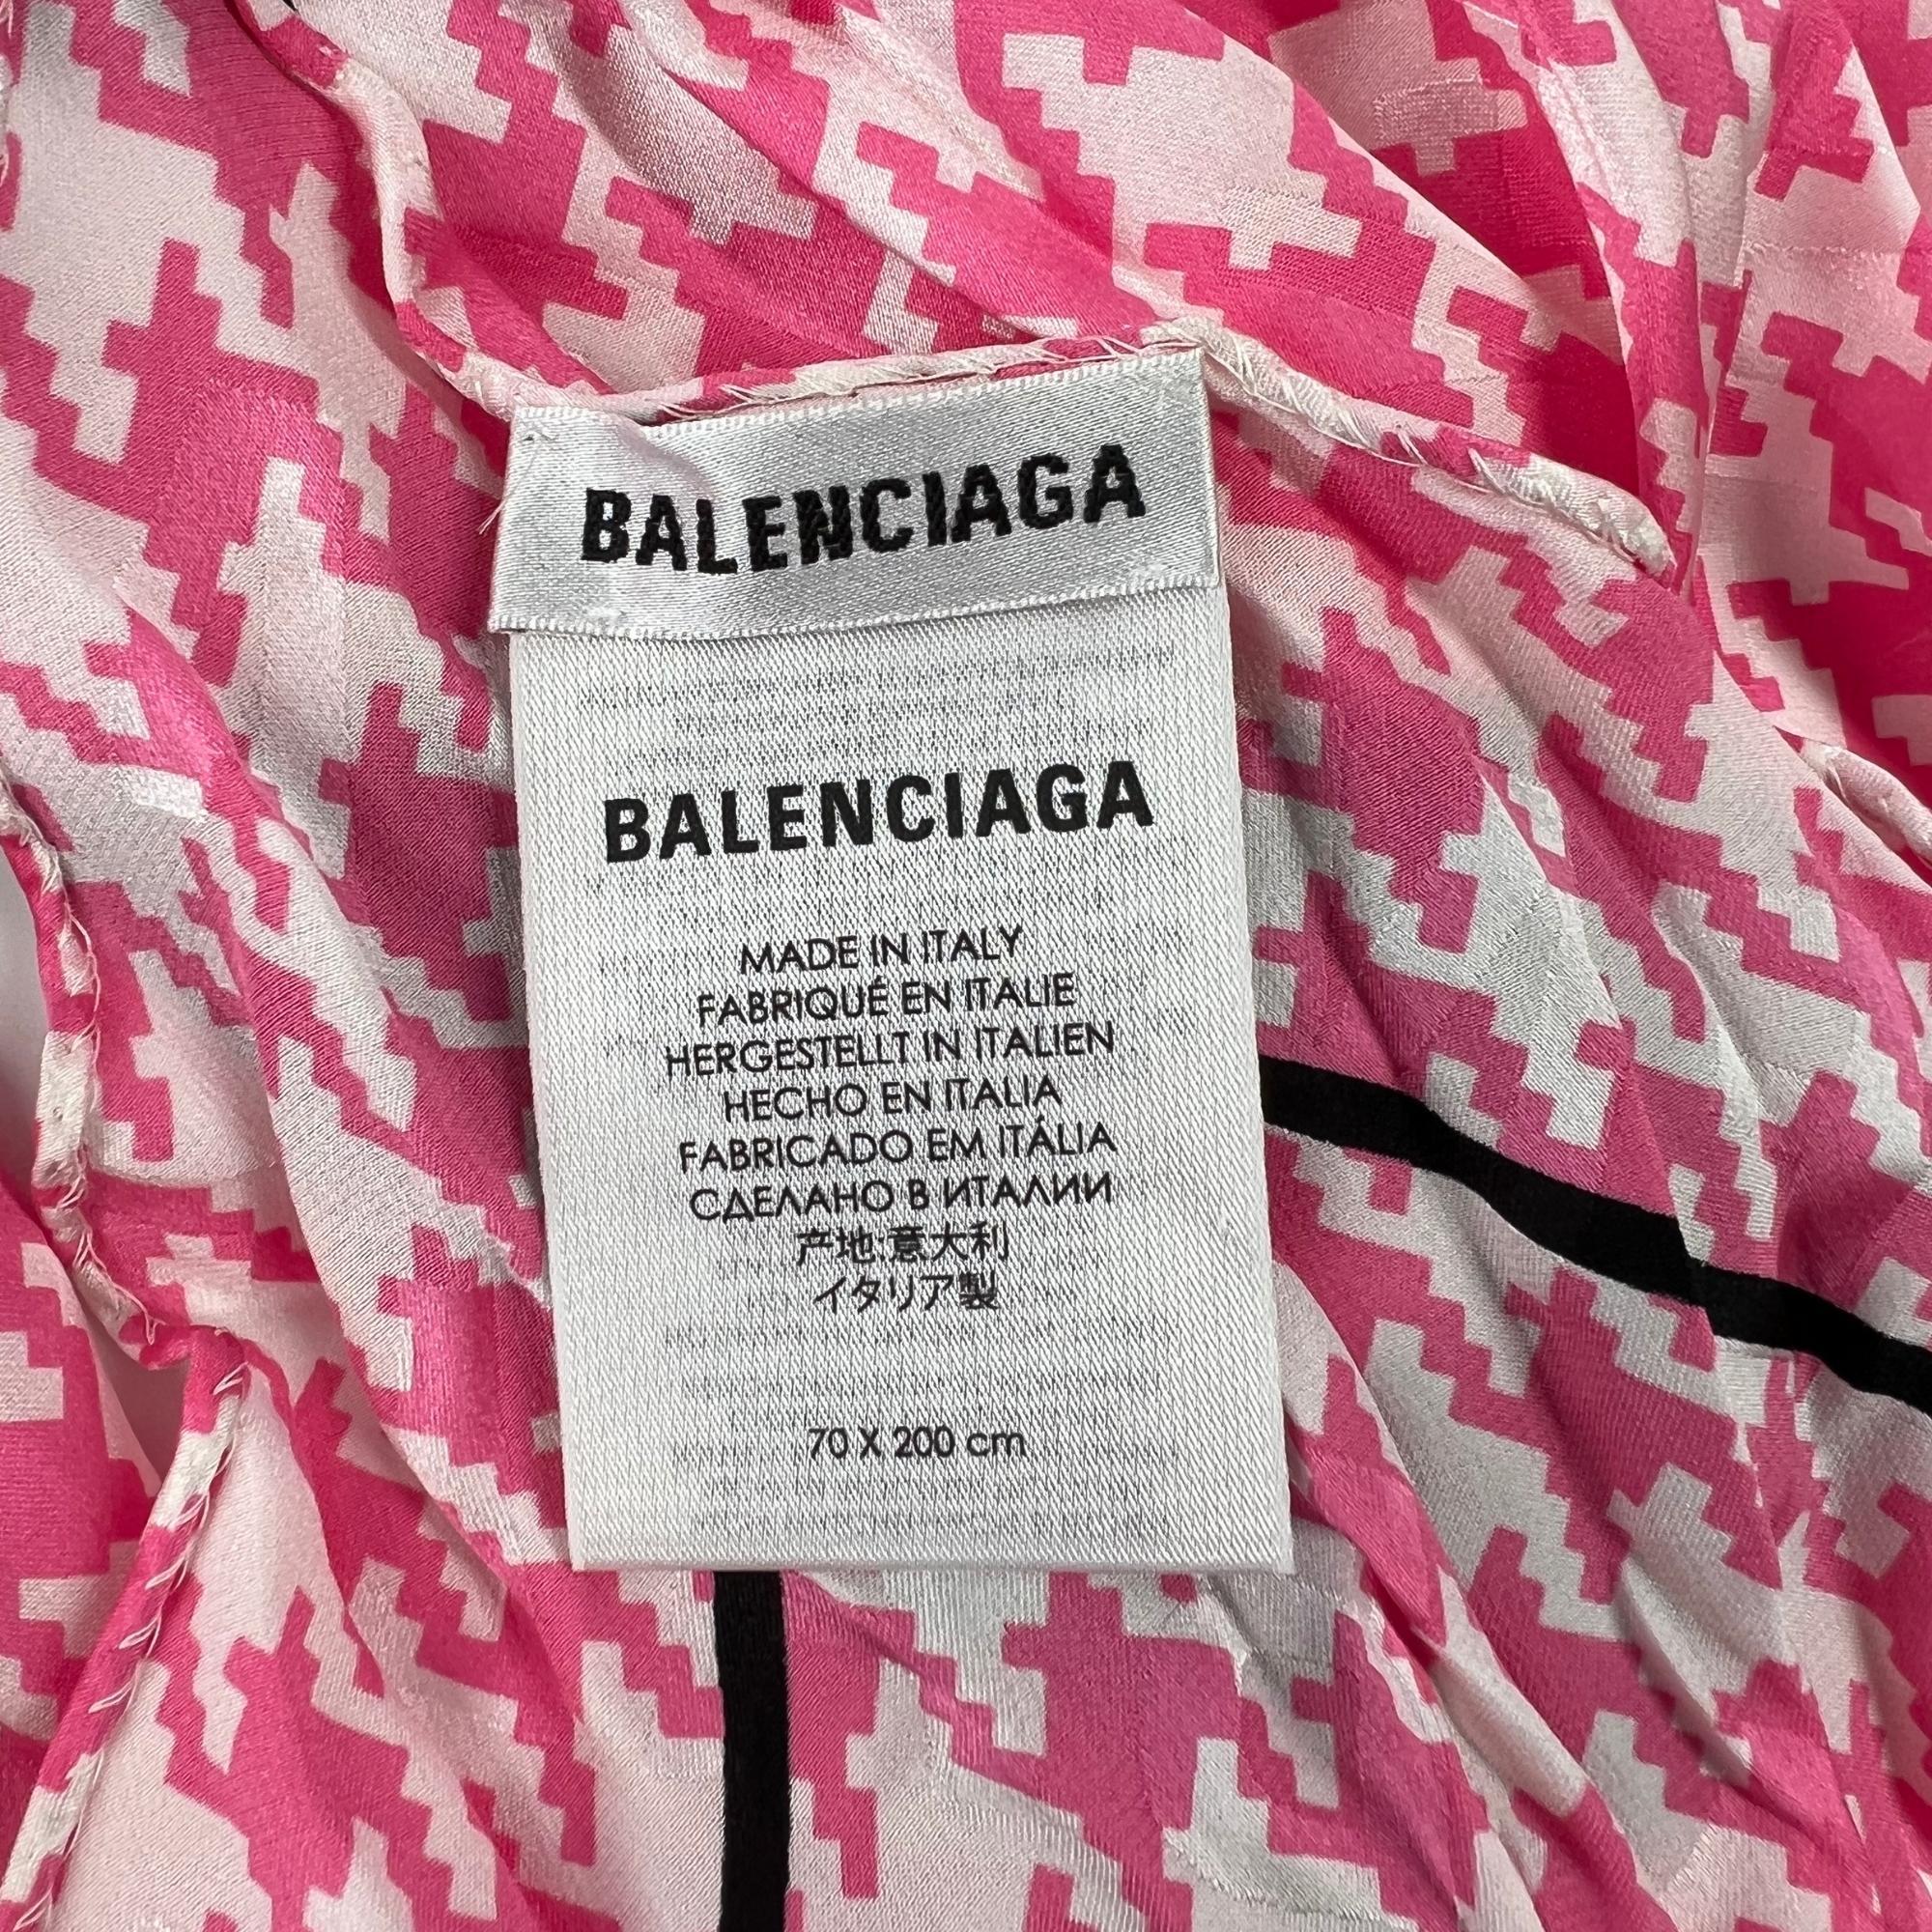 BALENCIAGA
BALENCIAGA
MADE IN ITALY
FABRIQUÉ EN ITALIE
HERGESTELLT IN ITALIEN
HECHO EN ITALIA
FABRICADO EM ITÁLIA
СДЕЛАНО В ИТАЛИИ
产地:意大利
イタリア製
70 X 200 cm